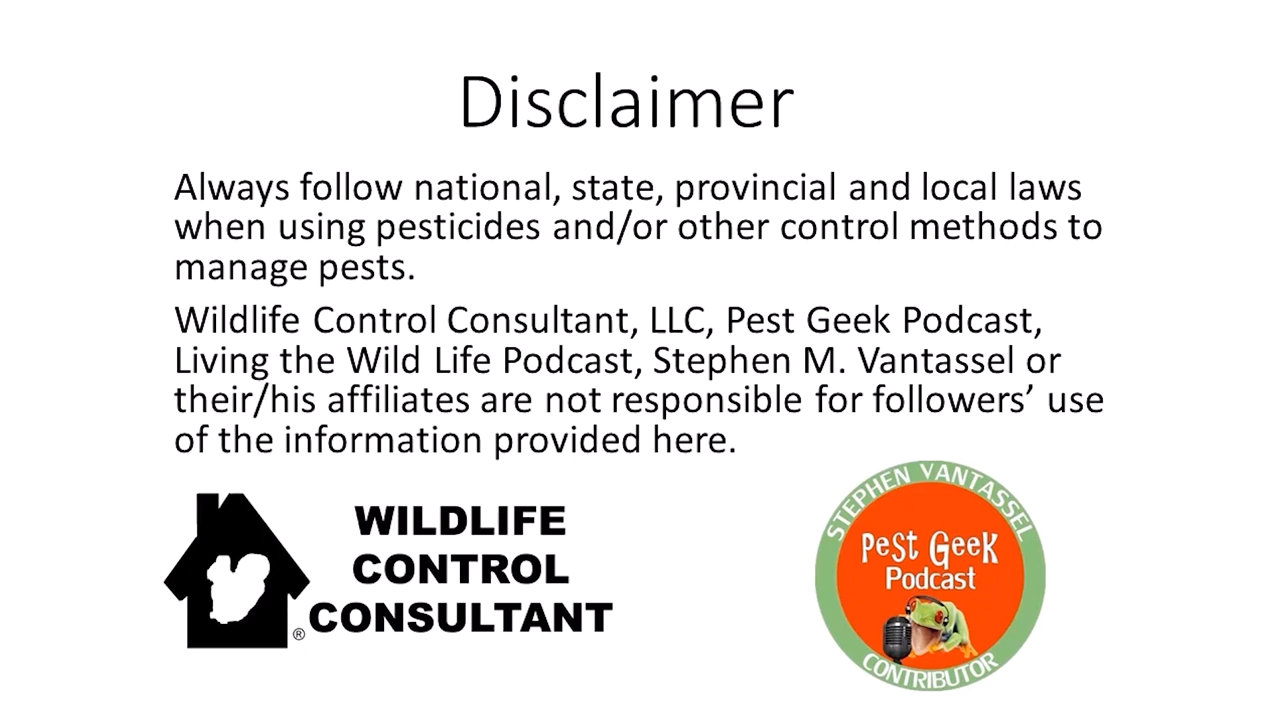 Disclaimer
Always follow national, state, provincial and local laws
when using pesticides and/or other control methods to
manage pests.
Wildlife Control Consultant, LLC, Pest Geek Podcast,
Living the Wild Life Podcast, Stephen M. Vantassel or
their/his affiliates are not responsible for followers’ use
of the information provided here.
WILDLIFE
CONTROL
®CONSULTANT
STEPHEN VANTASSEL
Pest Geek
Podcast
CONTRIBUTOR